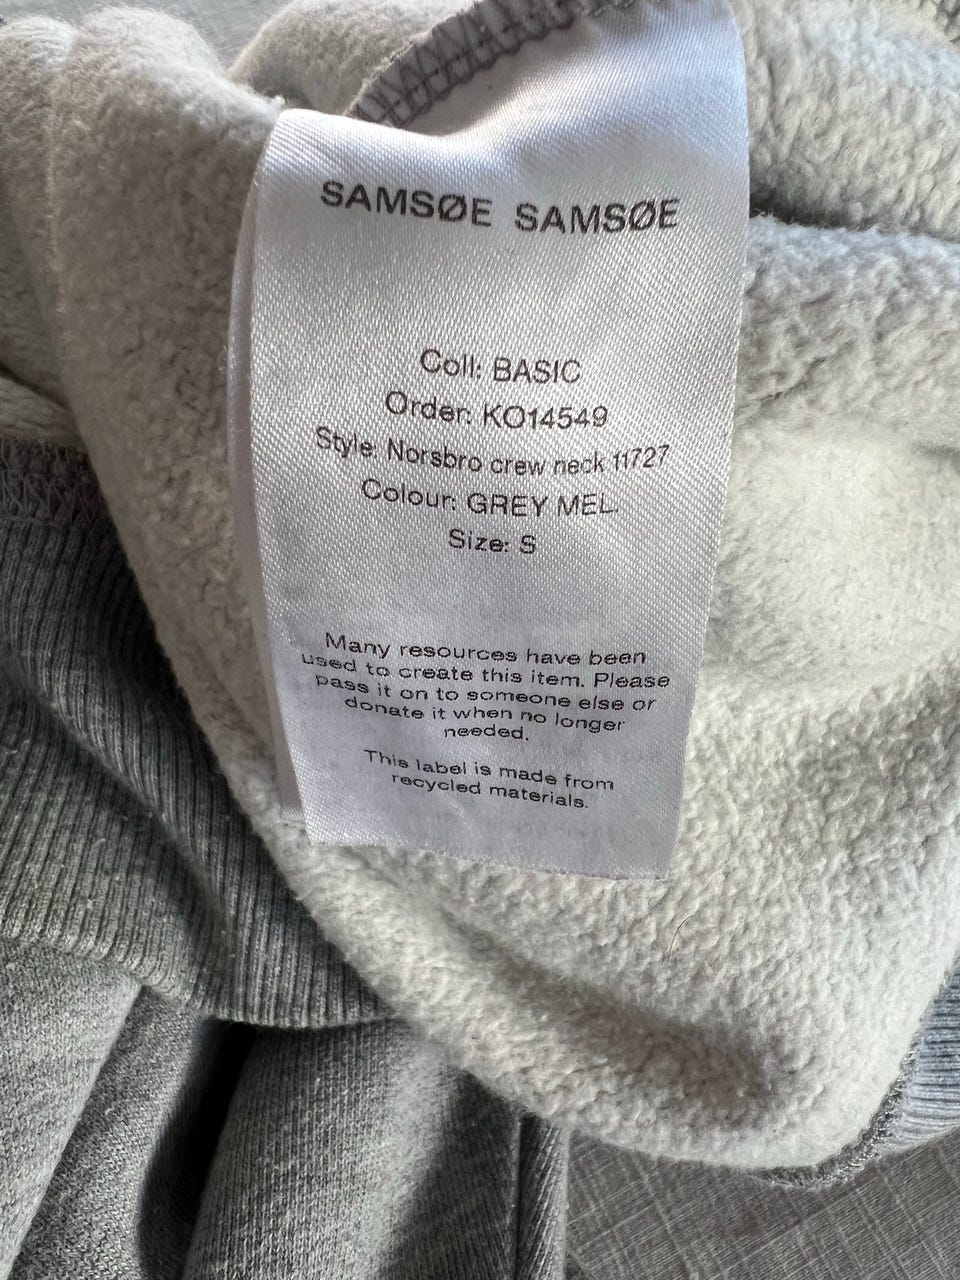 SAMSØE SAMSØE
Coll: BASIC
Order: KO14549
Style: Norsbro crew neck 11727
Colour: GREY MEL.
Size: S
Many resources have been
used to create this item. Please
pass it on to someone else or
donate it when no longer
needed.
This label is made from
recycled materials.